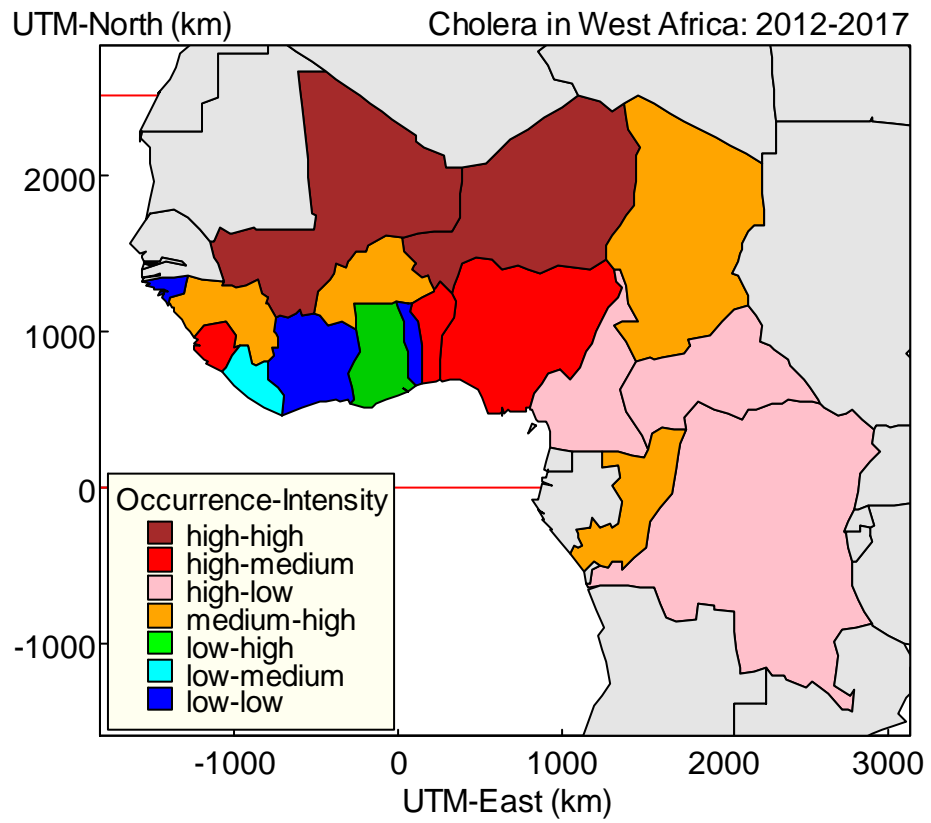 UTM-North (km) Cholera in West Africa: 2012-2017
2000
1000
0
-1000
Occurrence-Intensity
high-high
high-medium
high-low
medium-high
low-high
low-medium
low-low
-1000 0 1000 2000 3000
UTM-East (km)